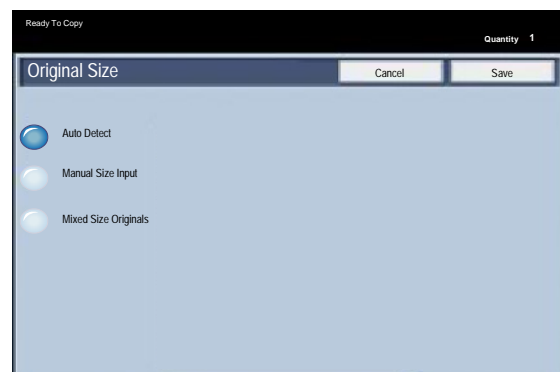 Ready To Copy
Quantity 1
Original Size
Cancel
Save
Auto Detect
Manual Size Input
Mixed Size Originals